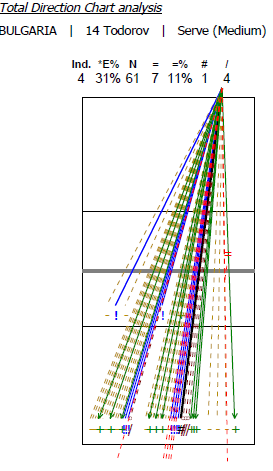 Total Direction Chart analysis
BULGARIA | 14 Todorov | Serve (Medium)
Ind. *E% N = =% # /
4 31% 61 7 11% 1 4
=
- ! -
!